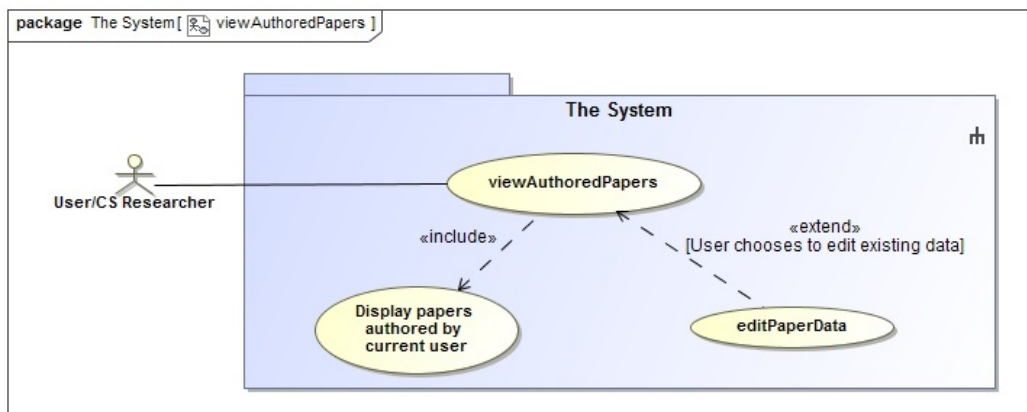 package The System[ viewAuthoredPapers ]
The System
viewAuthoredPapers
User/CS Researcher
«include»
«extend»
[User chooses to edit existing data]
Display papers
authored by
current user
editPaperData